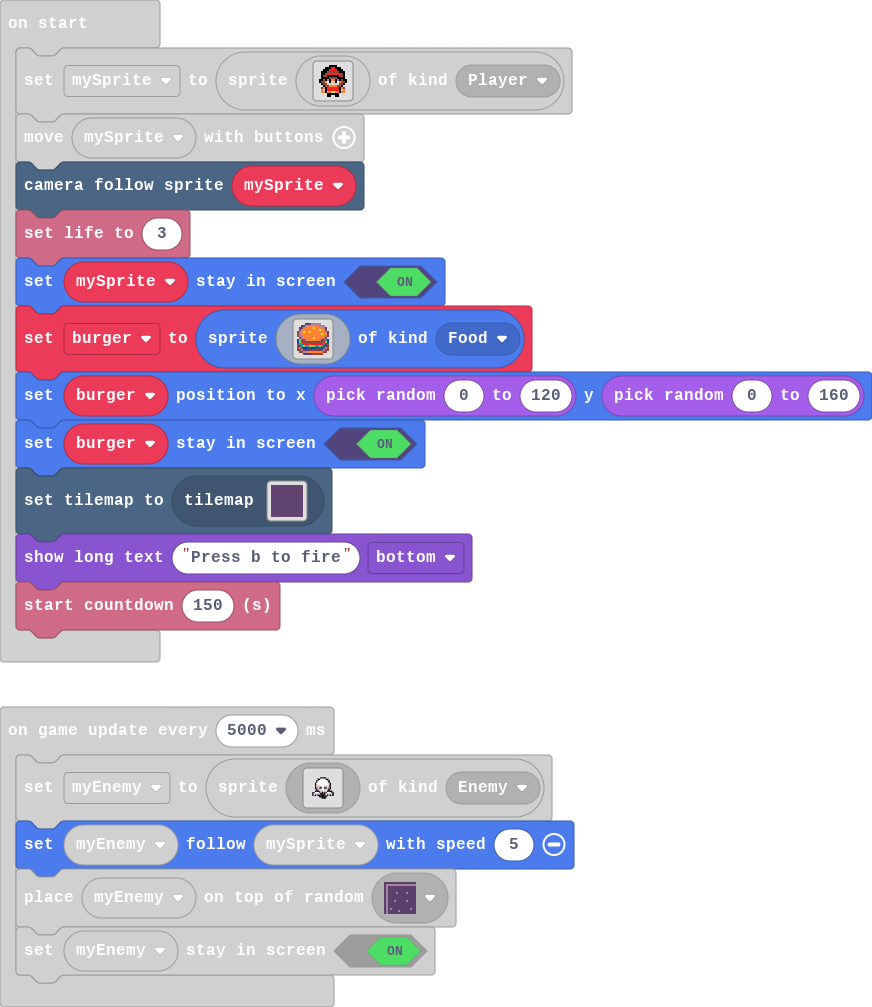 on start
set mySprite to sprite of kind Player
move mySprite with buttons
camera follow sprite mySprite
set life to 3
set mySprite stay in screen ON
set burger to sprite of kind Food
set burger position to x pick random 0 to 120 y pick random 0 to 160
set burger stay in screen ON
set tilemap to tilemap
show long text "Press b to fire" bottom
start countdown 150 (s)
on game update every 5000 ms
set myEnemy to sprite of kind Enemy
set myEnemy follow mySprite with speed 5
place myEnemy on top of random
set myEnemy stay in screen ON